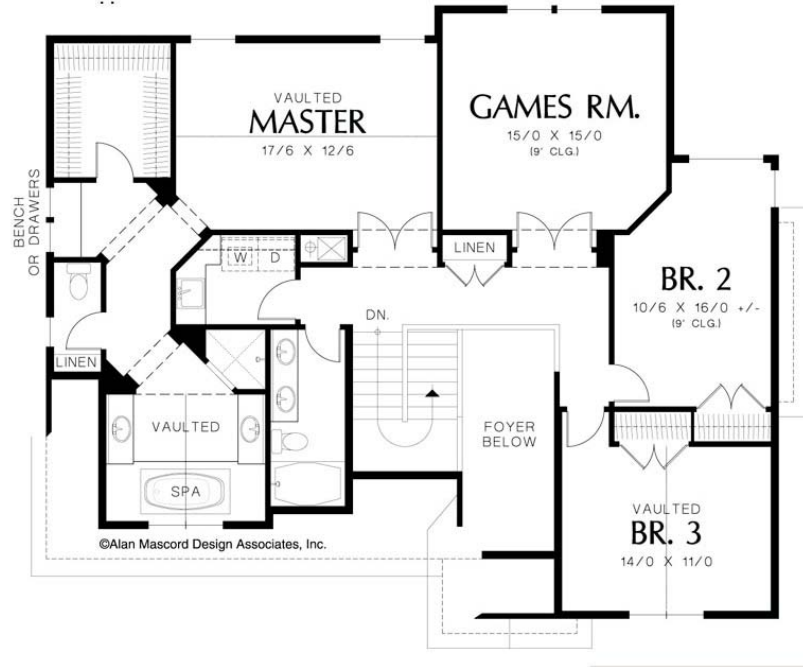 VAULTED
MASTER
17/6 X 12/6
GAMES RM.
15/0 X 15/0
(9' CLG.)
BENCH
OR DRAWERS
W D
LINEN
BR. 2
10/6 X 16/0 +/-
(9' CLG.)
DN.
LINEN
VAULTED
FOYER
BELOW
SPA
VAULTED
BR. 3
14/0 X 11/0
©Alan Mascord Design Associates, Inc.